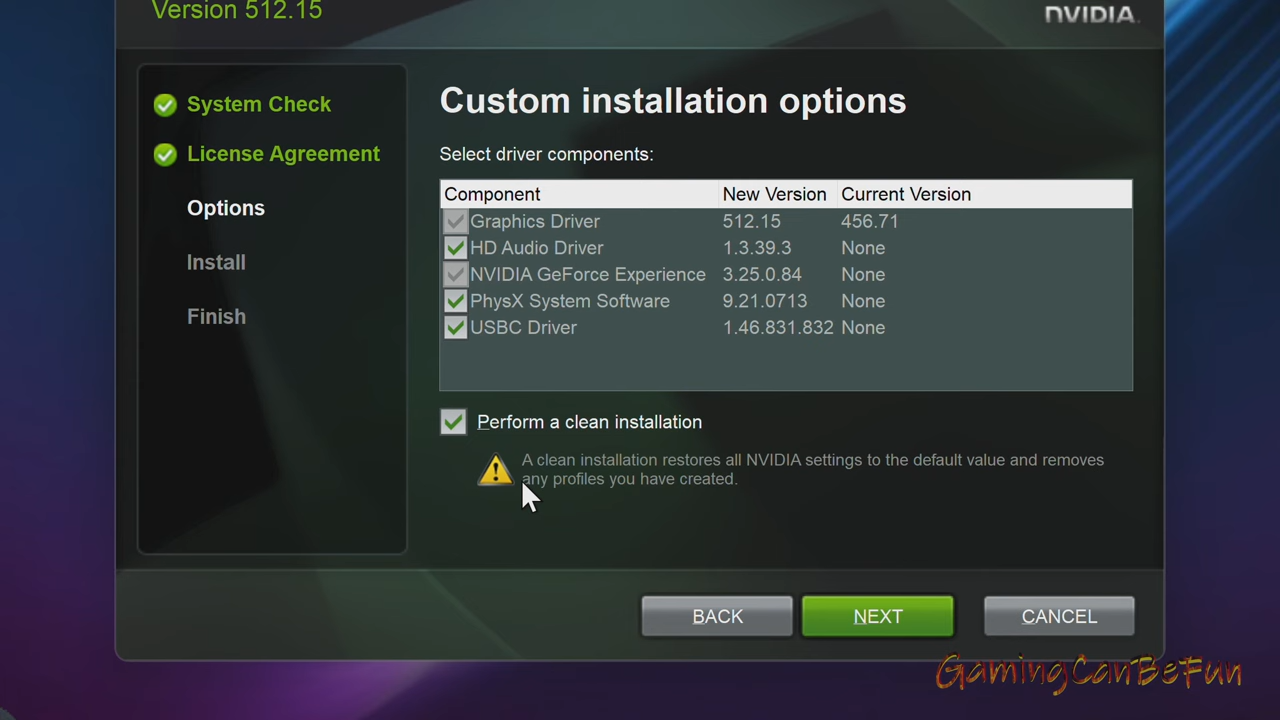 Version 512.15
NVIDIA.
System Check
License Agreement
Options
Install
Finish
Custom installation options
Select driver components:
Component New Version Current Version
Graphics Driver 512.15 456.71
HD Audio Driver 1.3.39.3 None
NVIDIA GeForce Experience 3.25.0.84 None
PhysX System Software 9.21.0713 None
USBC Driver 1.46.831.832 None
Perform a clean installation
A clean installation restores all NVIDIA settings to the default value and removes
any profiles you have created.
BACK NEXT CANCEL
GamingCanBeFun